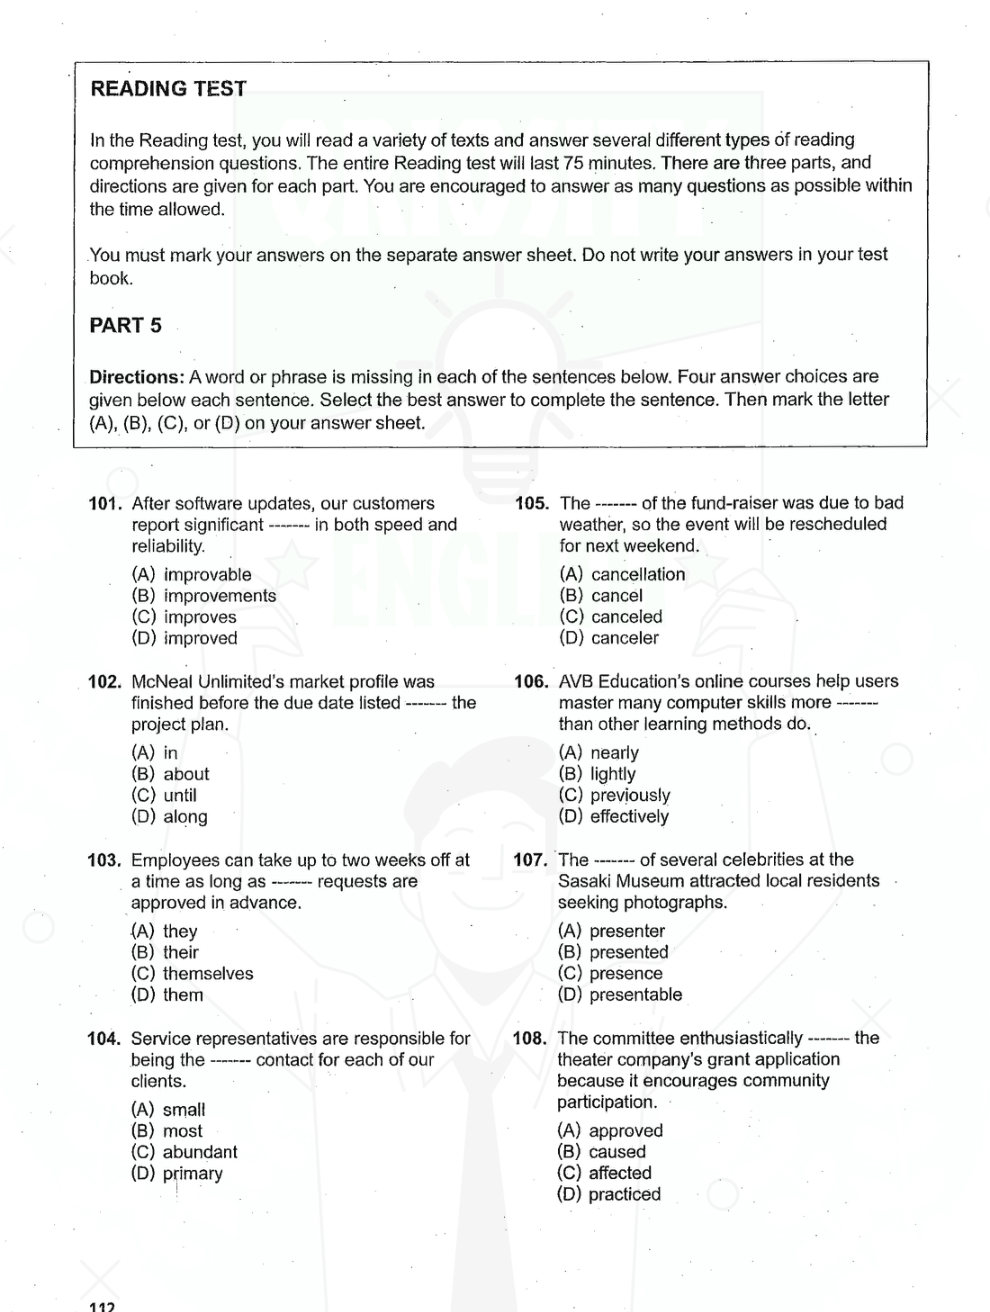 READING TEST
In the Reading test, you will read a variety of texts and answer several different types of reading
comprehension questions. The entire Reading test will last 75 minutes. There are three parts, and
directions are given for each part. You are encouraged to answer as many questions as possible within
the time allowed.
You must mark your answers on the separate answer sheet. Do not write your answers in your test
book.
PART 5
Directions: A word or phrase is missing in each of the sentences below. Four answer choices are
given below each sentence. Select the best answer to complete the sentence. Then mark the letter
(A), (B), (C), or (D) on your answer sheet.
101. After software updates, our customers
report significant ------- in both speed and
reliability.
(A) improvable
(B) improvements
(C) improves
(D) improved
102. McNeal Unlimited's market profile was
finished before the due date listed ------- the
project plan.
(A) in
(B) about
(C) until
(D) along
103. Employees can take up to two weeks off at
a time as long as ------- requests are
approved in advance.
(A) they
(B) their
(C) themselves
(D) them
104. Service representatives are responsible for
being the ------- contact for each of our
clients.
(A) small
(B) most
(C) abundant
(D) primary
105. The ------- of the fund-raiser was due to bad
weather, so the event will be rescheduled
for next weekend.
(A) cancellation
(B) cancel
(C) canceled
(D) canceler
106. AVB Education's online courses help users
master many computer skills more -------
than other learning methods do.
(A) nearly
(B) lightly
(C) previously
(D) effectively
107. The ------- of several celebrities at the
Sasaki Museum attracted local residents
seeking photographs.
(A) presenter
(B) presented
(C) presence
(D) presentable
108. The committee enthusiastically ------- the
theater company's grant application
because it encourages community
participation.
(A) approved
(B) caused
(C) affected
(D) practiced
112
ENGLISH